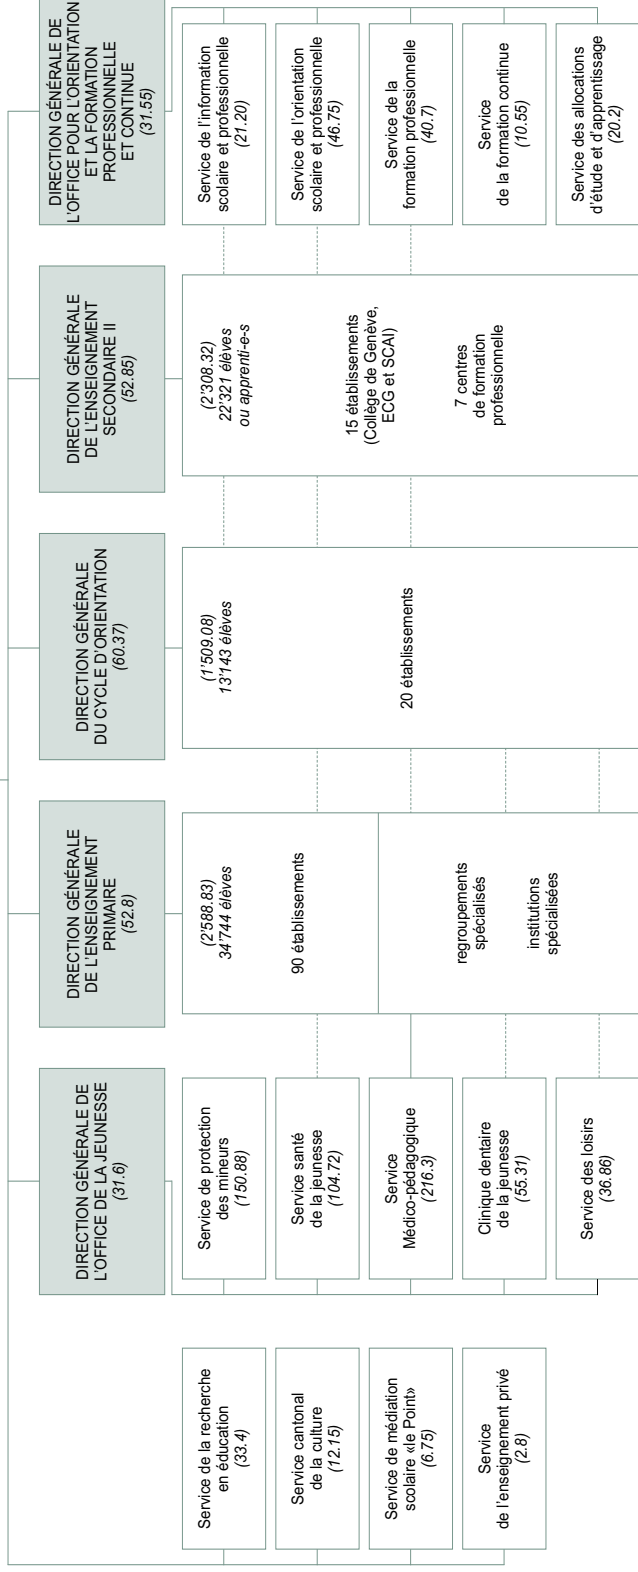 Service de la recherche
en éducation
(33.4)
Service cantonal
de la culture
(12.15)
Service de médiation
scolaire «le Point»
(6.75)
Service
de l'enseignement privé
(2.8)
DIRECTION GÉNÉRALE DE
L'OFFICE DE LA JEUNESSE
(31.6)
Service de protection
des mineurs
(150.88)
Service santé
de la jeunesse
(104.72)
Service
Médico-pédagogique
(216.3)
Clinique dentaire
de la jeunesse
(55.31)
Service des loisirs
(36.86)
DIRECTION GÉNÉRALE
DE L'ENSEIGNEMENT
PRIMAIRE
(52.8)
(2'588.83)
34'744 élèves
90 établissements
regroupements
spécialisés
institutions
spécialisées
DIRECTION GÉNÉRALE
DU CYCLE D'ORIENTATION
(60.37)
(1'509.08)
13'143 élèves
20 établissements
DIRECTION GÉNÉRALE
DE L'ENSEIGNEMENT
SECONDAIRE II
(52.85)
(2'308.32)
22'321 élèves
ou apprenti-e-s
15 établissements
(Collège de Genève,
ECG et SCAI)
7 centres
de formation
professionnelle
DIRECTION GÉNÉRALE DE
L'OFFICE POUR L'ORIENTATION
ET LA FORMATION
PROFESSIONNELLE
ET CONTINUE
(31.55)
Service de l'information
scolaire et professionnelle
(21.20)
Service de l'orientation
scolaire et professionnelle
(46.75)
Service de la
formation professionnelle
(40.7)
Service
de la formation continue
(10.55)
Service des allocations
d'étude et d'apprentissage
(20.2)